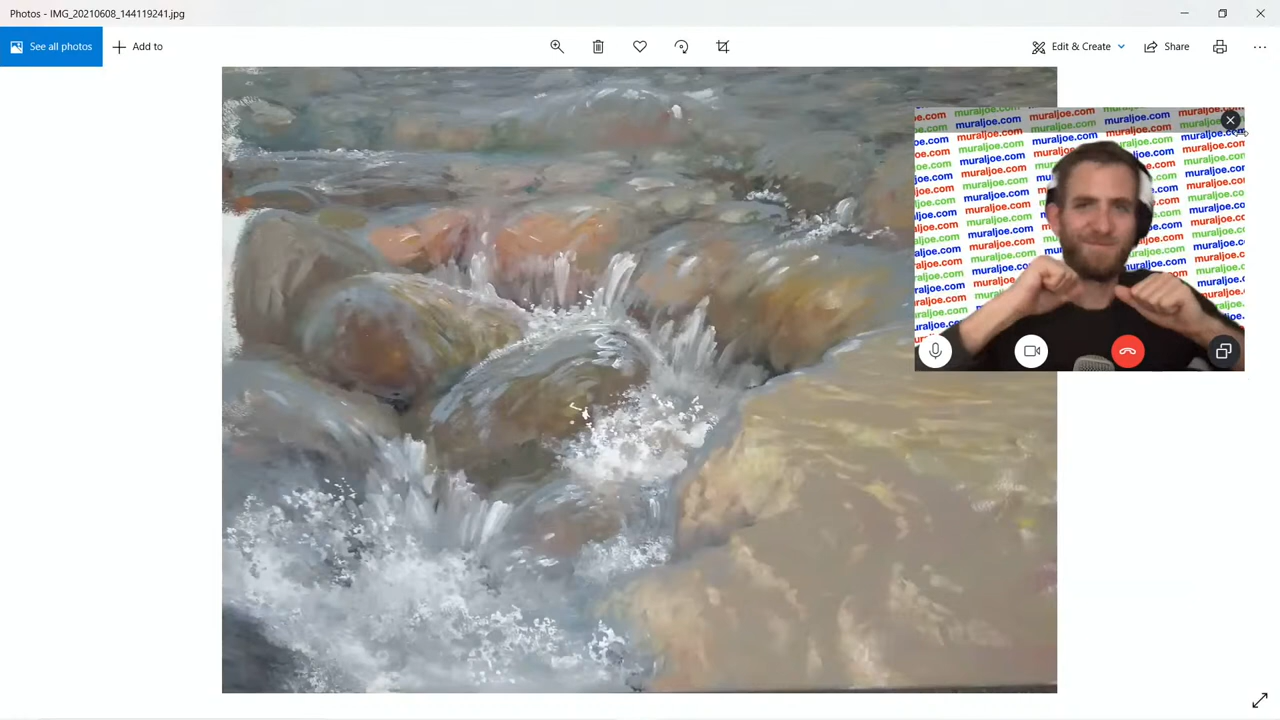 Photos - IMG_20210608_144119241.jpg
See all photos
Add to
Edit & Create
Share
muraljoe.com